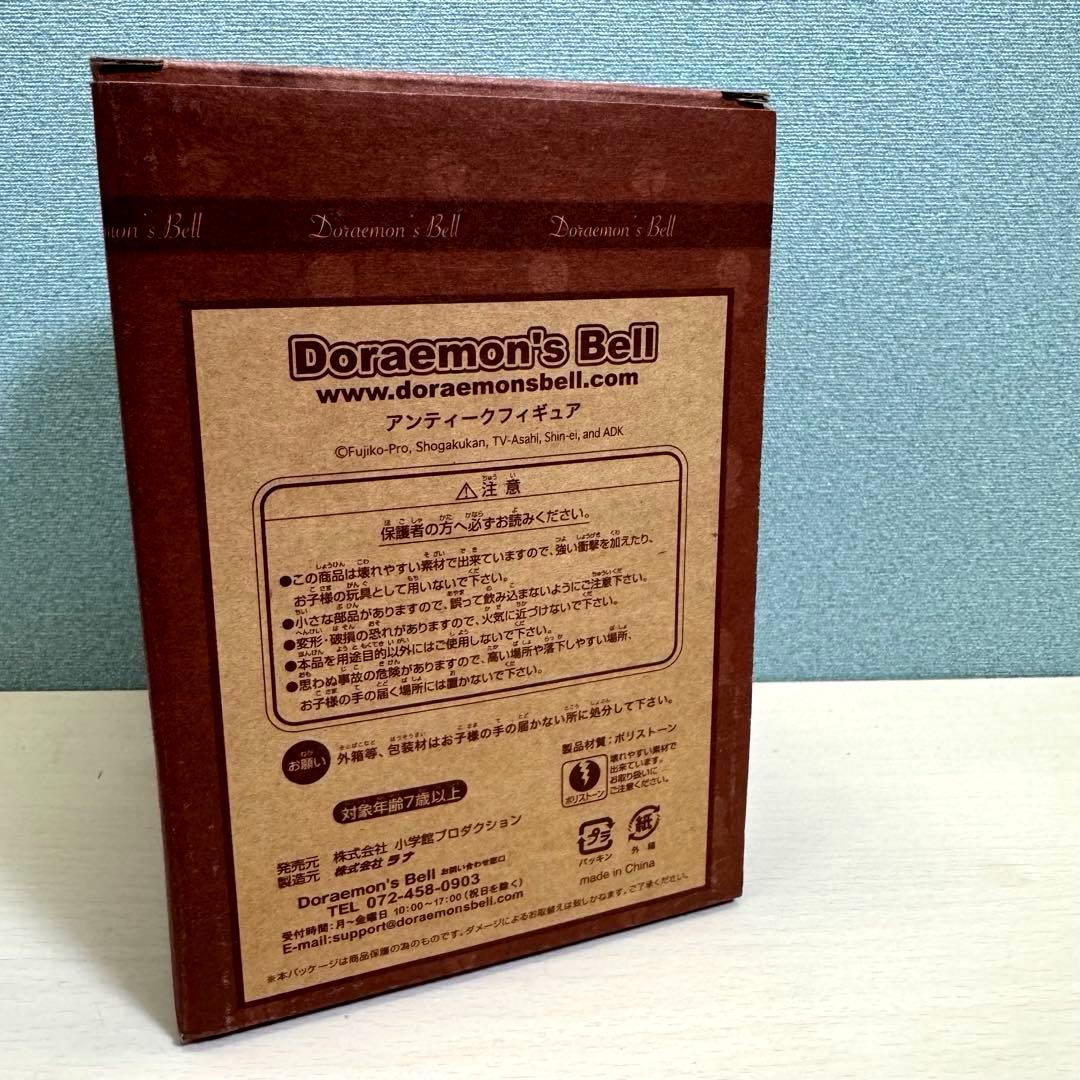 mon's Bell Doraemon's Bell Doraemon's Bell
Doraemon's Bell
www.doraemonsbell.com
アンティークフィギュア
©Fujiko-Pro, Shogakukan, TV-Asahi, Shin-ei, and ADK
⚠注意
保護者の方へ必ずお読みください。
●この商品は壊れやすい素材で出来ていますので、強い衝撃を加えたり、
お子様の玩具として用いないで下さい。
●小さな部品がありますので、誤って飲み込まないようにご注意下さい。
●変形・破損の恐れがありますので、火気に近づけないで下さい。
●本品を用途目的以外にはご使用しないで下さい。
●思わぬ事故の危険がありますので、高い場所や落下しやすい場所、
お子様の手の届く場所には置かないで下さい。
お願い 外箱等、包装材はお子様の手の届かない所に処分して下さい。
製品材質：ポリストーン
ポリストーン
壊れやすい素材で
出来ています。
お取り扱いに
ご注意ください。
対象年齢7歳以上
発売元 株式会社 小学館プロダクション
製造元 株式会社 ラナ
プラ
パッキン
紙
外箱
made in China
Doraemon's Bell お問い合わせ窓口
TEL 072-458-0903
受付時間：月～金曜日 10:00～17:00（祝日を除く）
E-mail:support@doraemonsbell.com
※本パッケージは商品保護の為のものです。ダメージによるお取替えは致しかねます。ご了承ください。